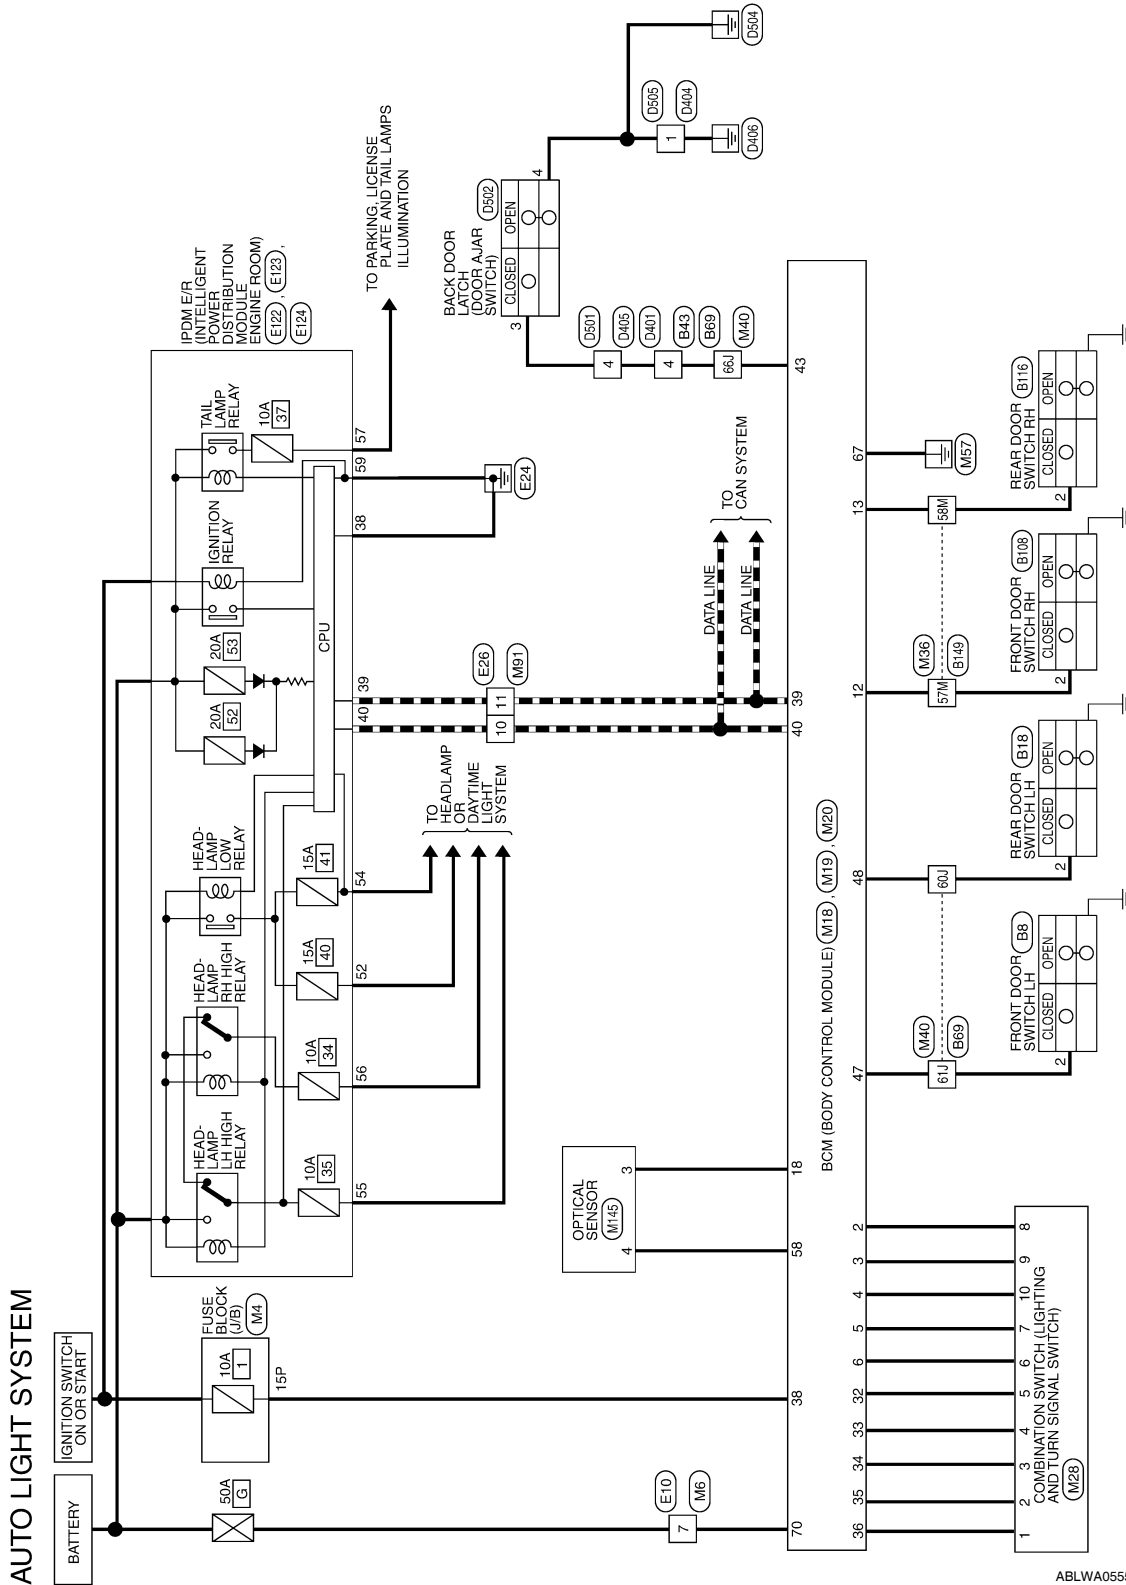 AUTO LIGHT SYSTEM
BATTERY
IGNITION SWITCH
ON OR START
50A
G
10A
1
FUSE
BLOCK
(J/B)
M4
15P
E10
M6
7
70
38
HEAD-
LAMP
LH HIGH
RELAY
HEAD-
LAMP
RH HIGH
RELAY
HEAD-
LAMP
LOW
RELAY
10A
35
10A
34
15A
40
15A
41
55
56
52
54
TO
HEADLAMP
OR
DAYTIME
LIGHT
SYSTEM
20A
52
20A
53
IGNITION
RELAY
TAIL
LAMP
RELAY
10A
37
CPU
IPDM E/R
(INTELLIGENT
POWER
DISTRIBUTION
MODULE
ENGINE ROOM)
E122 , E123 ,
E124
40
39
38
59
57
TO PARKING, LICENSE
PLATE AND TAIL LAMPS
ILLUMINATION
E24
E26
M91
10
11
DATA LINE
DATA LINE
TO
CAN SYSTEM
40
39
OPTICAL
SENSOR
M145
4
3
58
18
BACK DOOR
LATCH
(DOOR AJAR
SWITCH)
D502
CLOSED
OPEN
3
4
D501
4
D405
D401
4
B43
B69
66J
M40
43
D505
1
D404
D406
D504
BCM (BODY CONTROL MODULE) M18 , M19 , M20
36
35
34
33
32
6
5
4
3
2
47
48
12
13
67
M57
1
2
3
4
5
6
7
10
9
8
COMBINATION SWITCH (LIGHTING
AND TURN SIGNAL SWITCH)
M28
M40
61J
B69
60J
M36
57M
B149
58M
FRONT DOOR
SWITCH LH
B8
CLOSED
OPEN
2
REAR DOOR
SWITCH LH
B18
CLOSED
OPEN
2
FRONT DOOR
SWITCH RH
B108
CLOSED
OPEN
2
REAR DOOR
SWITCH RH
B116
CLOSED
OPEN
2